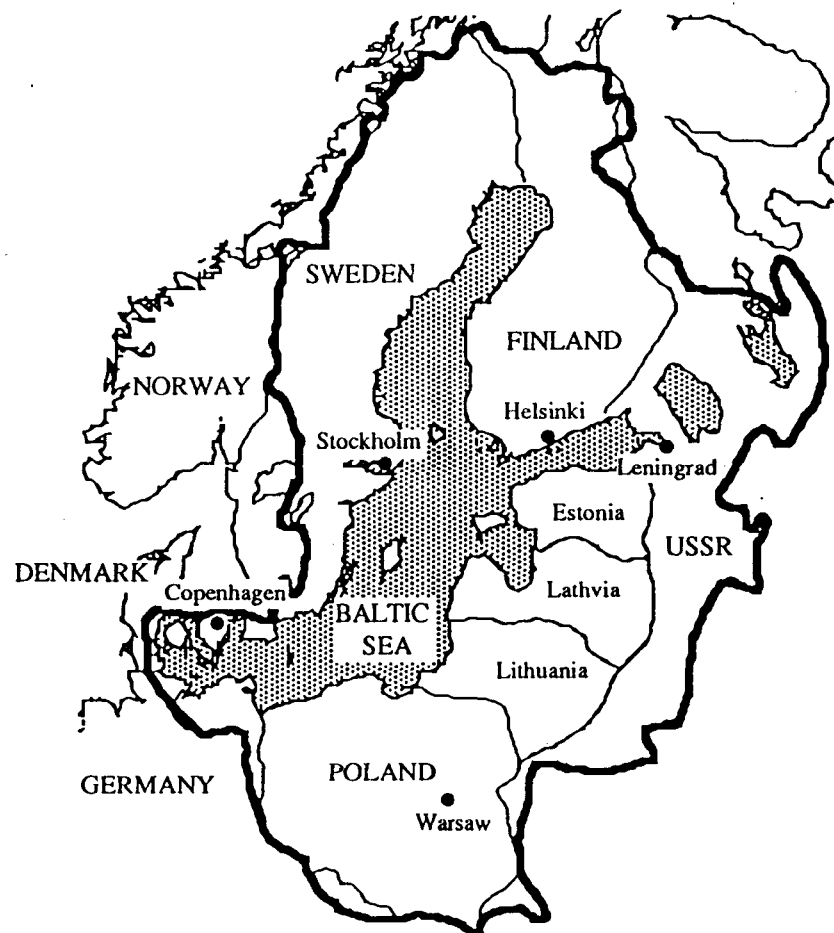 SWEDEN
FINLAND
NORWAY
Helsinki
Stockholm
Leningrad
Estonia
USSR
DENMARK
Copenhagen
Lathvia
BALTIC
SEA
Lithuania
POLAND
GERMANY
Warsaw